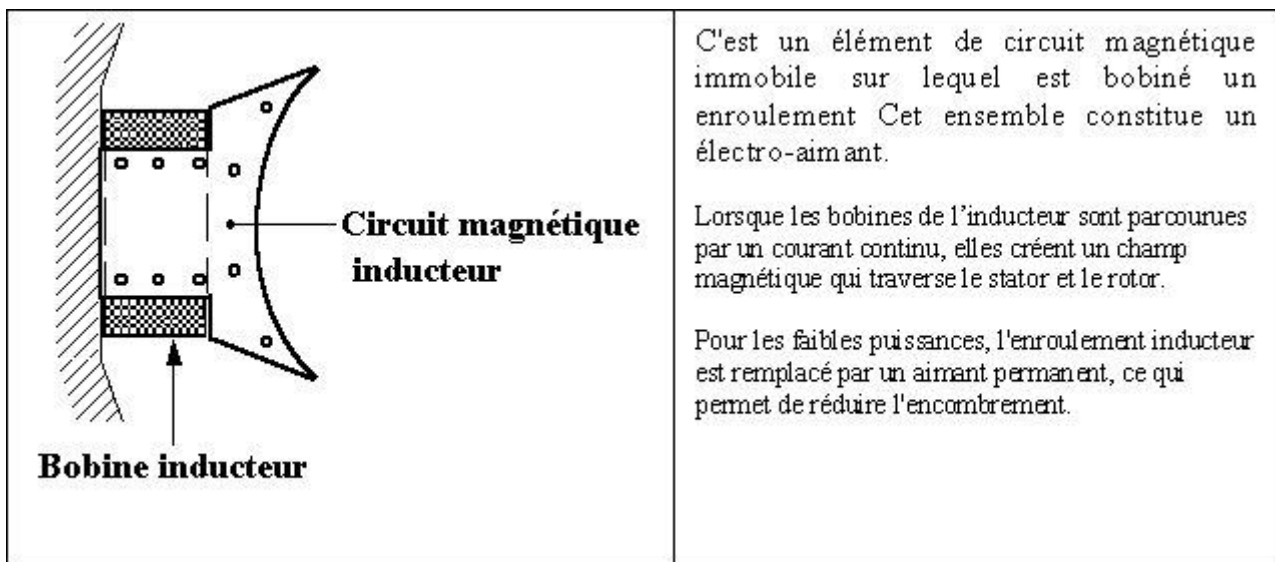 Circuit magnétique
inducteur
Bobine inducteur
C'est un élément de circuit magnétique
immobile sur lequel est bobiné un
enroulement Cet ensemble constitue un
électro-aimant.
Lorsque les bobines de l'inducteur sont parcourues
par un courant continu, elles créent un champ
magnétique qui traverse le stator et le rotor.
Pour les faibles puissances, l'enroulement inducteur
est remplacé par un aimant permanent, ce qui
permet de réduire l'encombrement.